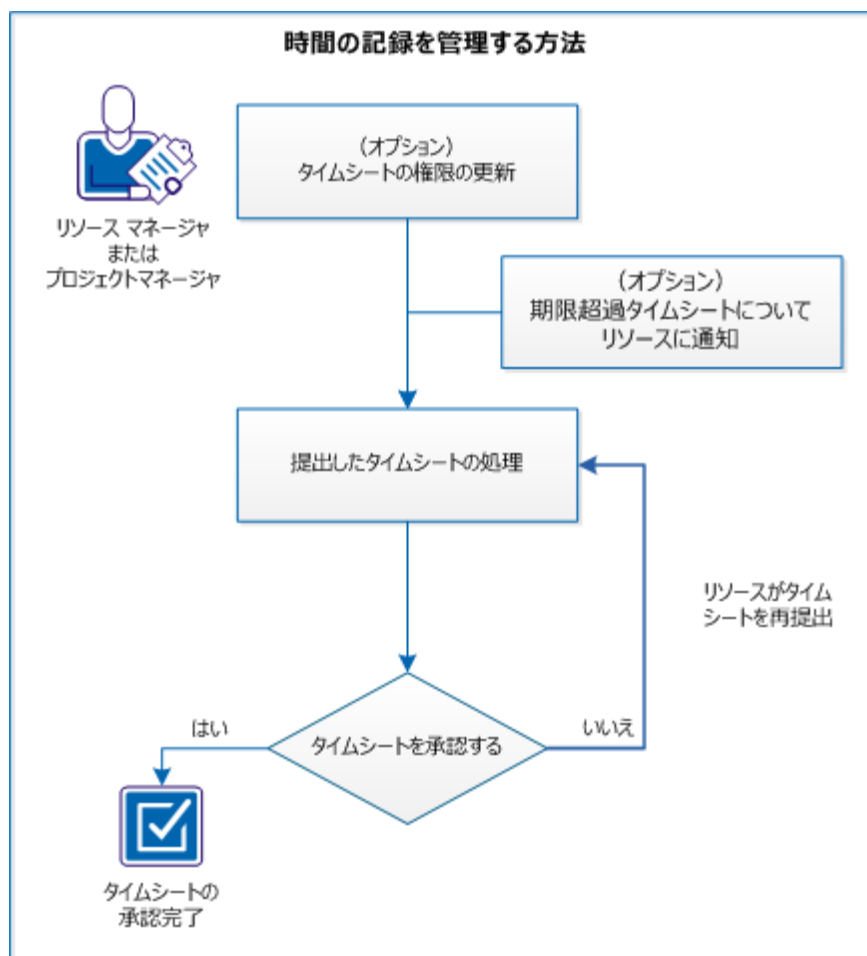 時間の記録を管理する方法
(オプション)
タイムシートの権限の更新
リソース マネージャ
または
プロジェクトマネージャ
(オプション)
期限超過タイムシートについて
リソースに通知
提出したタイムシートの処理
リソースがタイム
シートを再提出
はい
タイムシートを承認する
いいえ
タイムシートの
承認完了